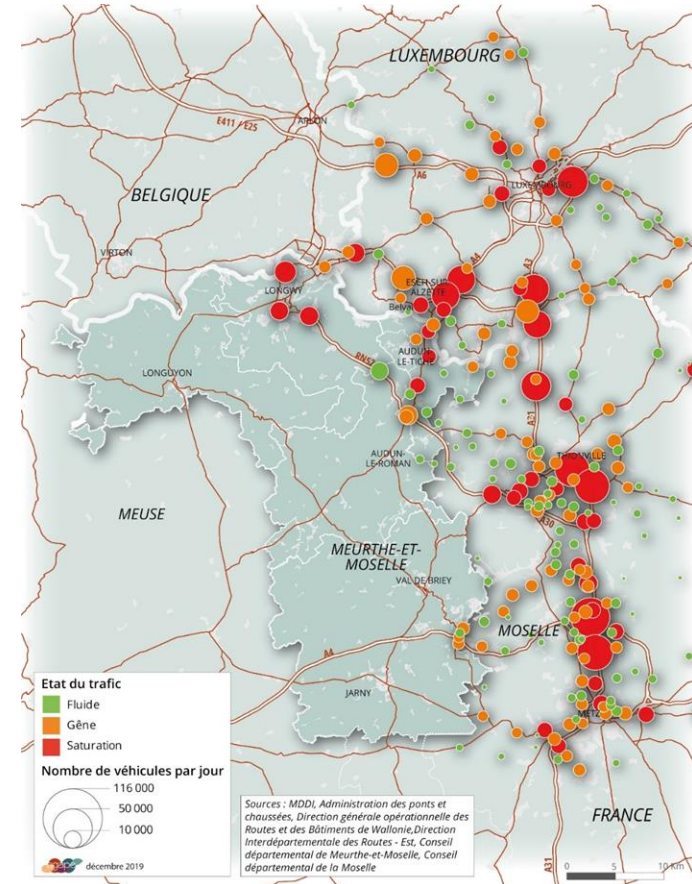 LUXEMBOURG
ARLON
E411 / E25
A6
LUXEMBOURG
BELGIQUE
VIRTON
A4
A3
LONGWY
ESCH-SUR-
ALZETTE
Belval
AUDUN-
LE-TICHE
RN52
LONGUYON
A31
AUDUN-
LE-ROMAN
THIONVILLE
A30
MEUSE
MEURTHE-ET-
MOSELLE
VAL DE BRIEY
MOSELLE
A4
JARNY
METZ
FRANCE
A31
Etat du trafic
Fluide
Gêne
Saturation
Nombre de véhicules par jour
116 000
50 000
10 000
décembre 2019
Sources : MDDI, Administration des ponts et
chaussées, Direction générale opérationnelle des
Routes et des Bâtiments de Wallonie,Direction
Interdépartementale des Routes - Est, Conseil
départemental de Meurthe-et-Moselle, Conseil
départemental de la Moselle
0 5 10 Km